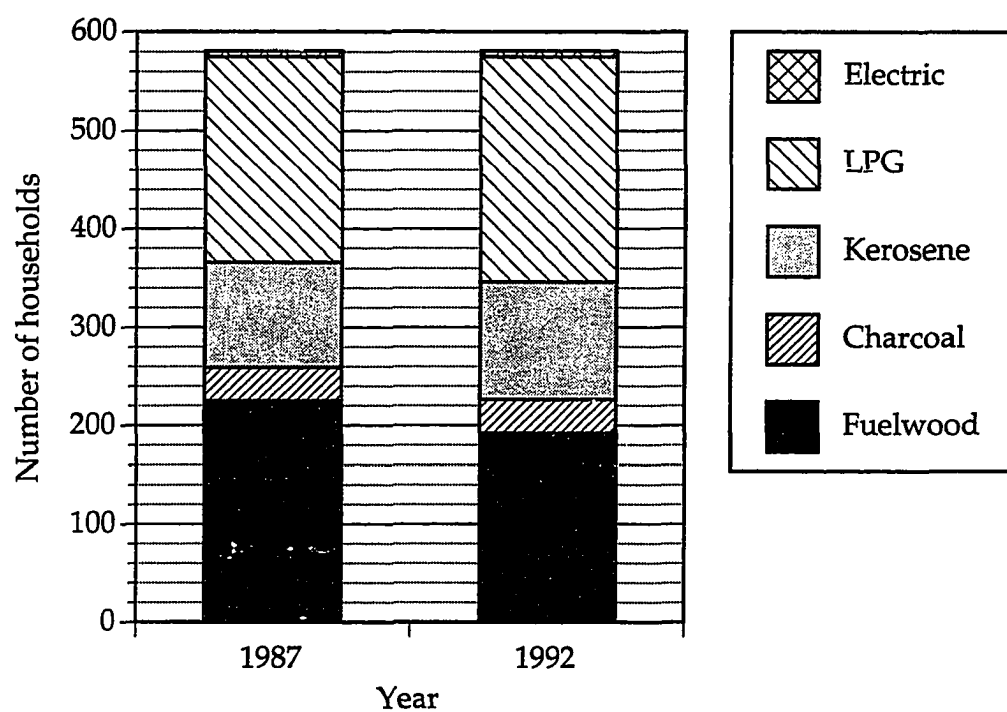 600
500
400
300
200
100
0
Number of households
1987
1992
Year
Electric
LPG
Kerosene
Charcoal
Fuelwood